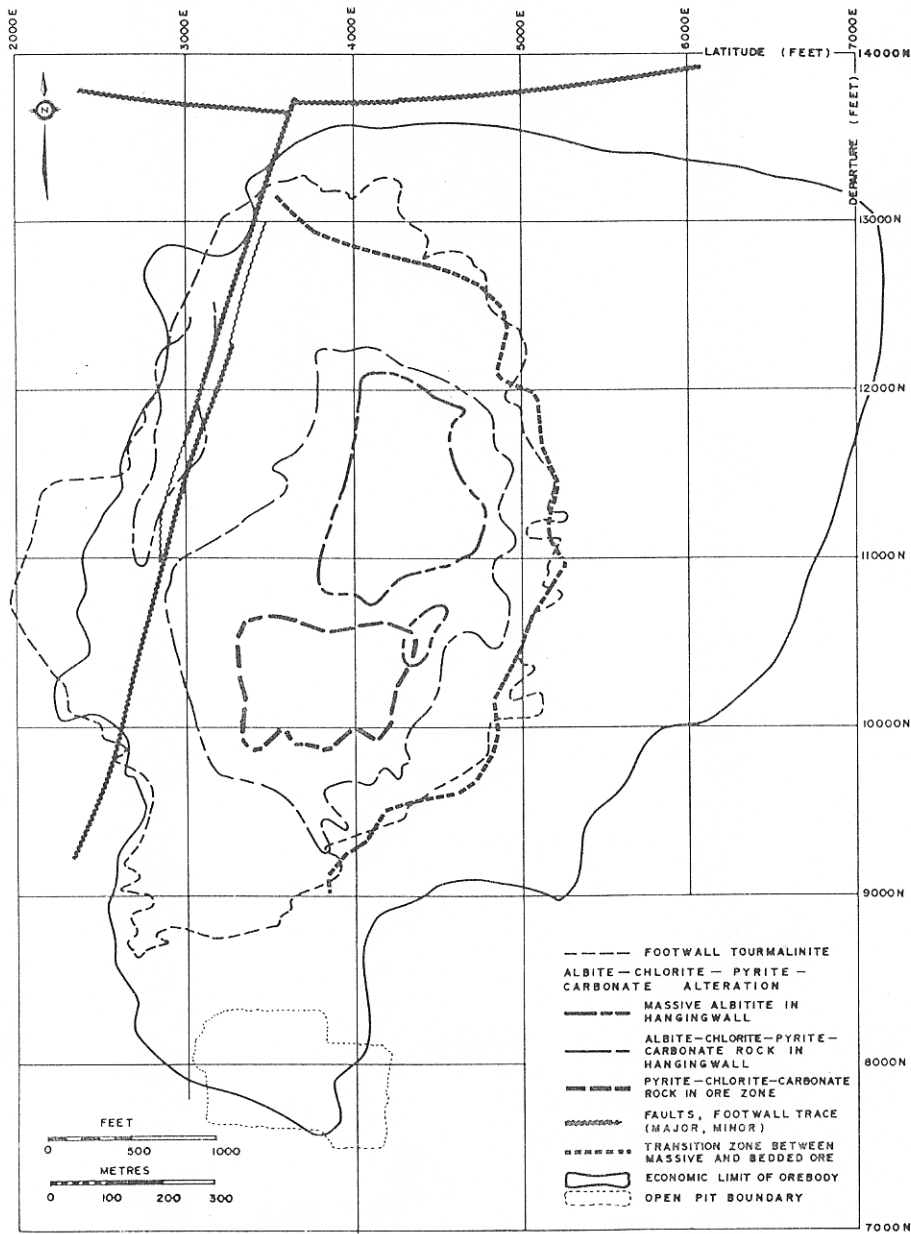 2000E
3000E
4000E
5000E
6000E
7000E
LATITUDE (FEET)
14000N
DEPARTURE (FEET)
N
13000N
12000N
11000N
10000N
9000N
8000N
7000N
FOOTWALL TOURMALINITE
ALBITE-CHLORITE-PYRITE-
CARBONATE ALTERATION
MASSIVE ALBITITE IN
HANGINGWALL
ALBITE-CHLORITE-PYRITE-
CARBONATE ROCK IN
HANGINGWALL
PYRITE-CHLORITE-CARBONATE
ROCK IN ORE ZONE
FAULTS, FOOTWALL TRACE
(MAJOR, MINOR)
TRANSITION ZONE BETWEEN
MASSIVE AND BEDDED ORE
ECONOMIC LIMIT OF OREBODY
OPEN PIT BOUNDARY
FEET
0 500 1000
METRES
0 100 200 300